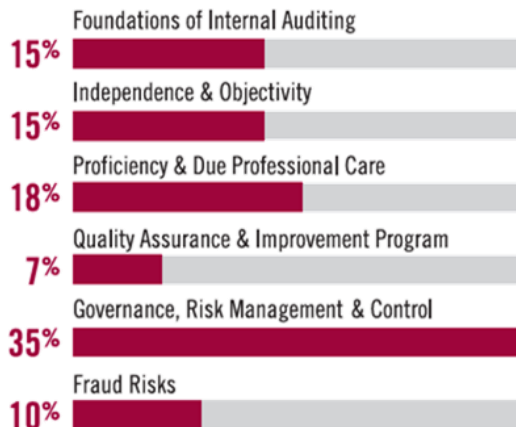 Foundations of Internal Auditing
15%
Independence & Objectivity
15%
Proficiency & Due Professional Care
18%
Quality Assurance & Improvement Program
7%
Governance, Risk Management & Control
35%
Fraud Risks
10%